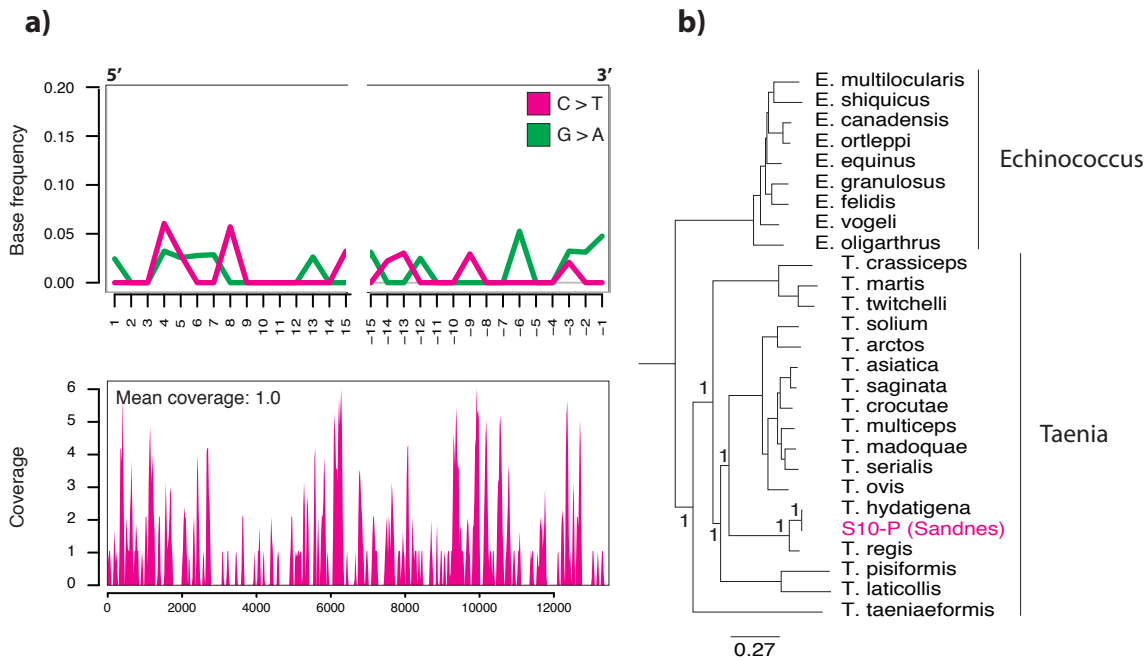 a)
5’
3’
0.20
0.15
0.10
0.05
0.00
Base frequency
C > T
G > A
1 2 3 4 5 6 7 8 9 10 11 12 13 14 15
−15 −14 −13 −12 −11 −10 −9 −8 −7 −6 −5 −4 −3 −2 −1
Mean coverage: 1.0
6
5
4
3
2
1
0
Coverage
0 2000 4000 6000 8000 10000 12000
b)
E. multilocularis
E. shiquicus
E. canadensis
E. ortleppi
E. equinus
E. granulosus
E. felidis
E. vogeli
E. oligarthrus
Echinococcus
T. crassiceps
T. martis
T. twitchelli
T. solium
T. arctos
T. asiatica
T. saginata
T. crocutae
T. multiceps
T. madoquae
T. serialis
T. ovis
T. hydatigena
S10-P (Sandnes)
T. regis
T. pisiformis
T. laticollis
T. taeniaeformis
Taenia
1
1
1
1
1
1
0.27